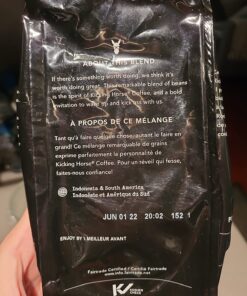 ABOUT THIS BLEND
If there's something worth doing, we think it's
worth doing great. This remarkable blend of beans
is the spirit of Kicking Horse® Coffee, and a bold
invitation to wake up and kick ass with us.
À PROPOS DE CE MÉLANGE
Tant qu'à faire quelque chose, autant le faire en
grand! Ce mélange remarquable de grains
exprime parfaitement la personnalité de
Kicking Horse® Coffee. Pour un réveil qui fesse,
faites-nous confiance!
Indonesia & South America
Indonésie et Amérique du Sud
JUN 01 22 20:02 152 1
ENJOY BY \ MEILLEUR AVANT
Fairtrade Certified / Certifié Fairtrade